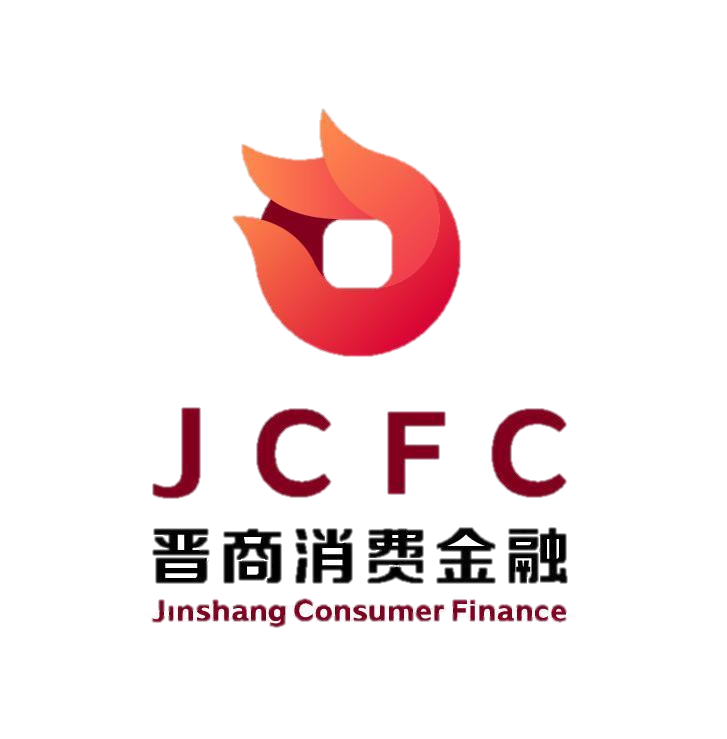 JCFC
晋商消费金融
Jinshang Consumer Finance